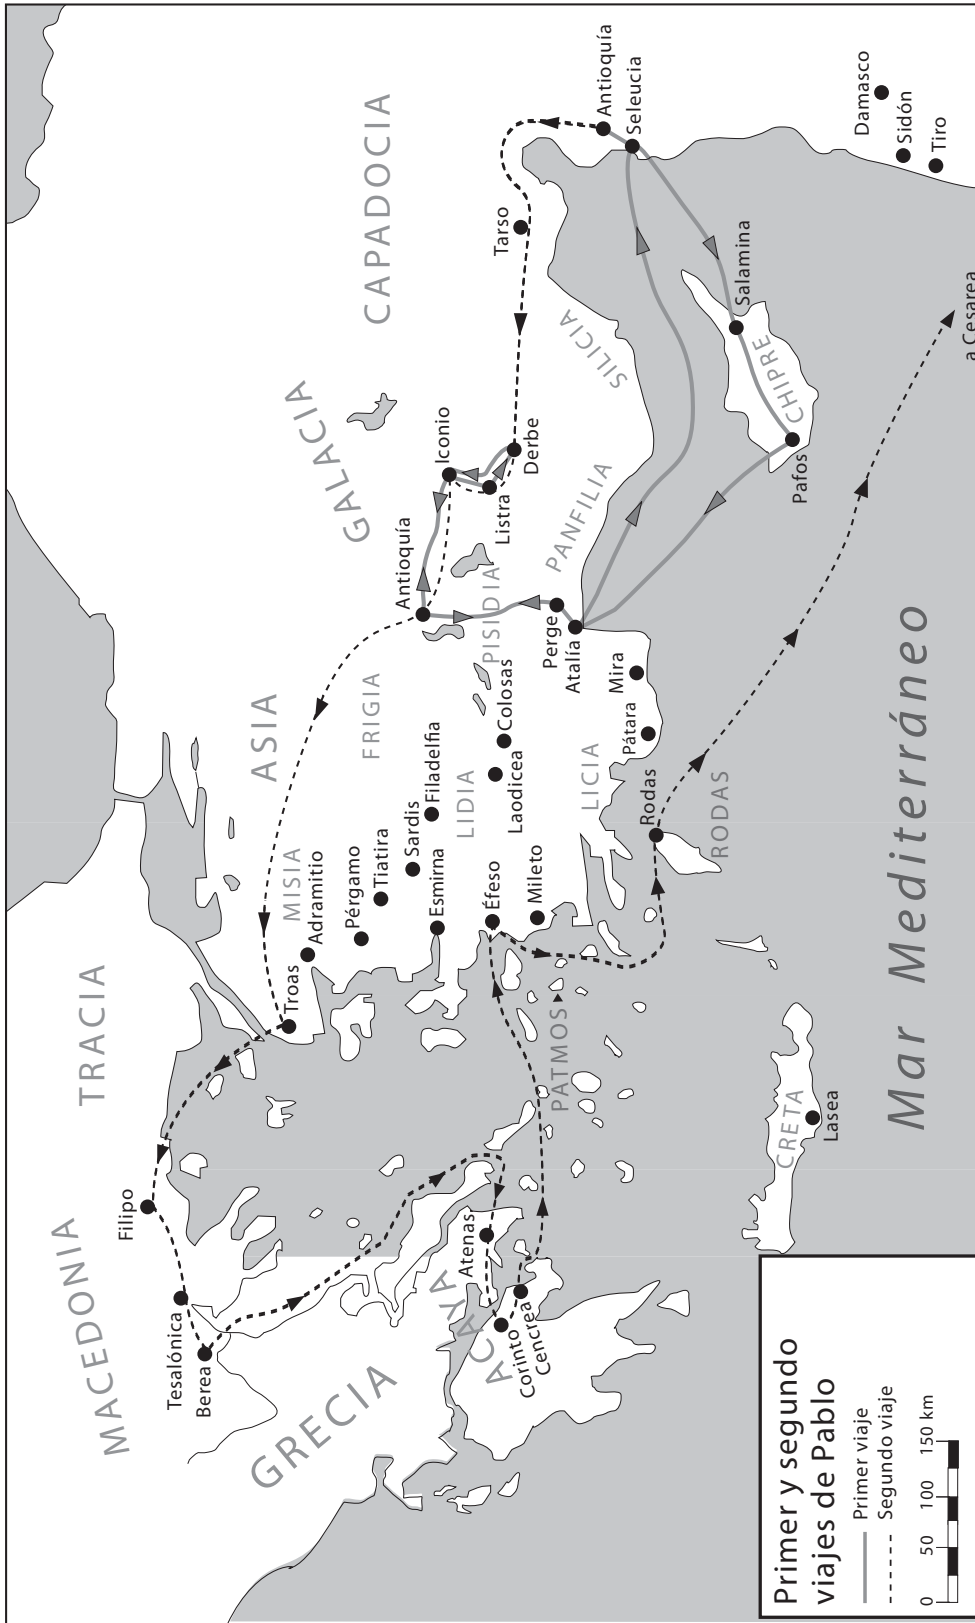 MACEDONIA
TRACIA
Filipo
Tesalónica
Berea
GRECIA
ACAYA
Atenas
Corinto
Cencrea
Troas
MISIA
Adramitio
Pérgamo
Tiatira
Sardis
Filadelfia
Esmirna
LIDIA
Éfeso
Mileto
PATMOS
ASIA
FRIGIA
Laodicea
Colosas
LICIA
Pátara
Mira
Rodas
RODAS
CRETA
Lasea
GALACIA
Antioquía
PISIDIA
Iconio
Listra
Derbe
PANFILIA
Perge
Atalía
CAPADOCIA
SILICIA
Tarso
Antioquía
Seleucia
Salamina
CHIPRE
Pafos
Damasco
Sidón
Tiro
a Cesarea
Mar Mediterráneo
Primer y segundo
viajes de Pablo
Primer viaje
Segundo viaje
0 50 100 150 km